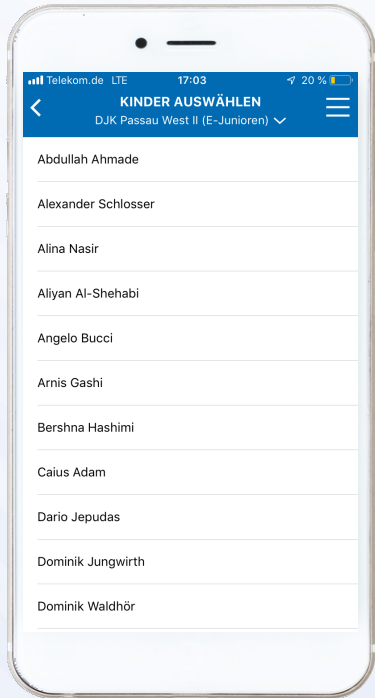 Telekom.de LTE 17:03 20 %
KINDER AUSWÄHLEN
DJK Passau West II (E-Junioren)
Abdullah Ahmade
Alexander Schlosser
Alina Nasir
Aliyan Al-Shehabi
Angelo Bucci
Arnis Gashi
Bershna Hashimi
Caius Adam
Dario Jepudas
Dominik Jungwirth
Dominik Waldhör